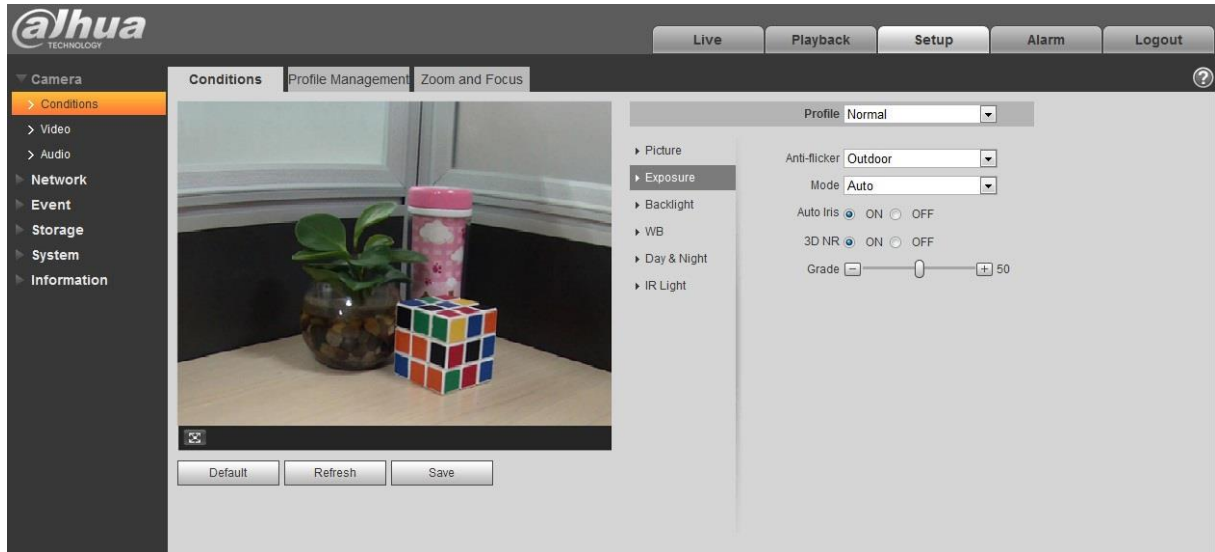 alhua
TECHNOLOGY
Live
Playback
Setup
Alarm
Logout
Camera
Conditions
Video
Audio
Network
Event
Storage
System
Information
Conditions
Profile Management
Zoom and Focus
?
Profile Normal
Picture
Exposure
Backlight
WB
Day & Night
IR Light
Anti-flicker Outdoor
Mode Auto
Auto Iris ON OFF
3D NR ON OFF
Grade 50
Default
Refresh
Save